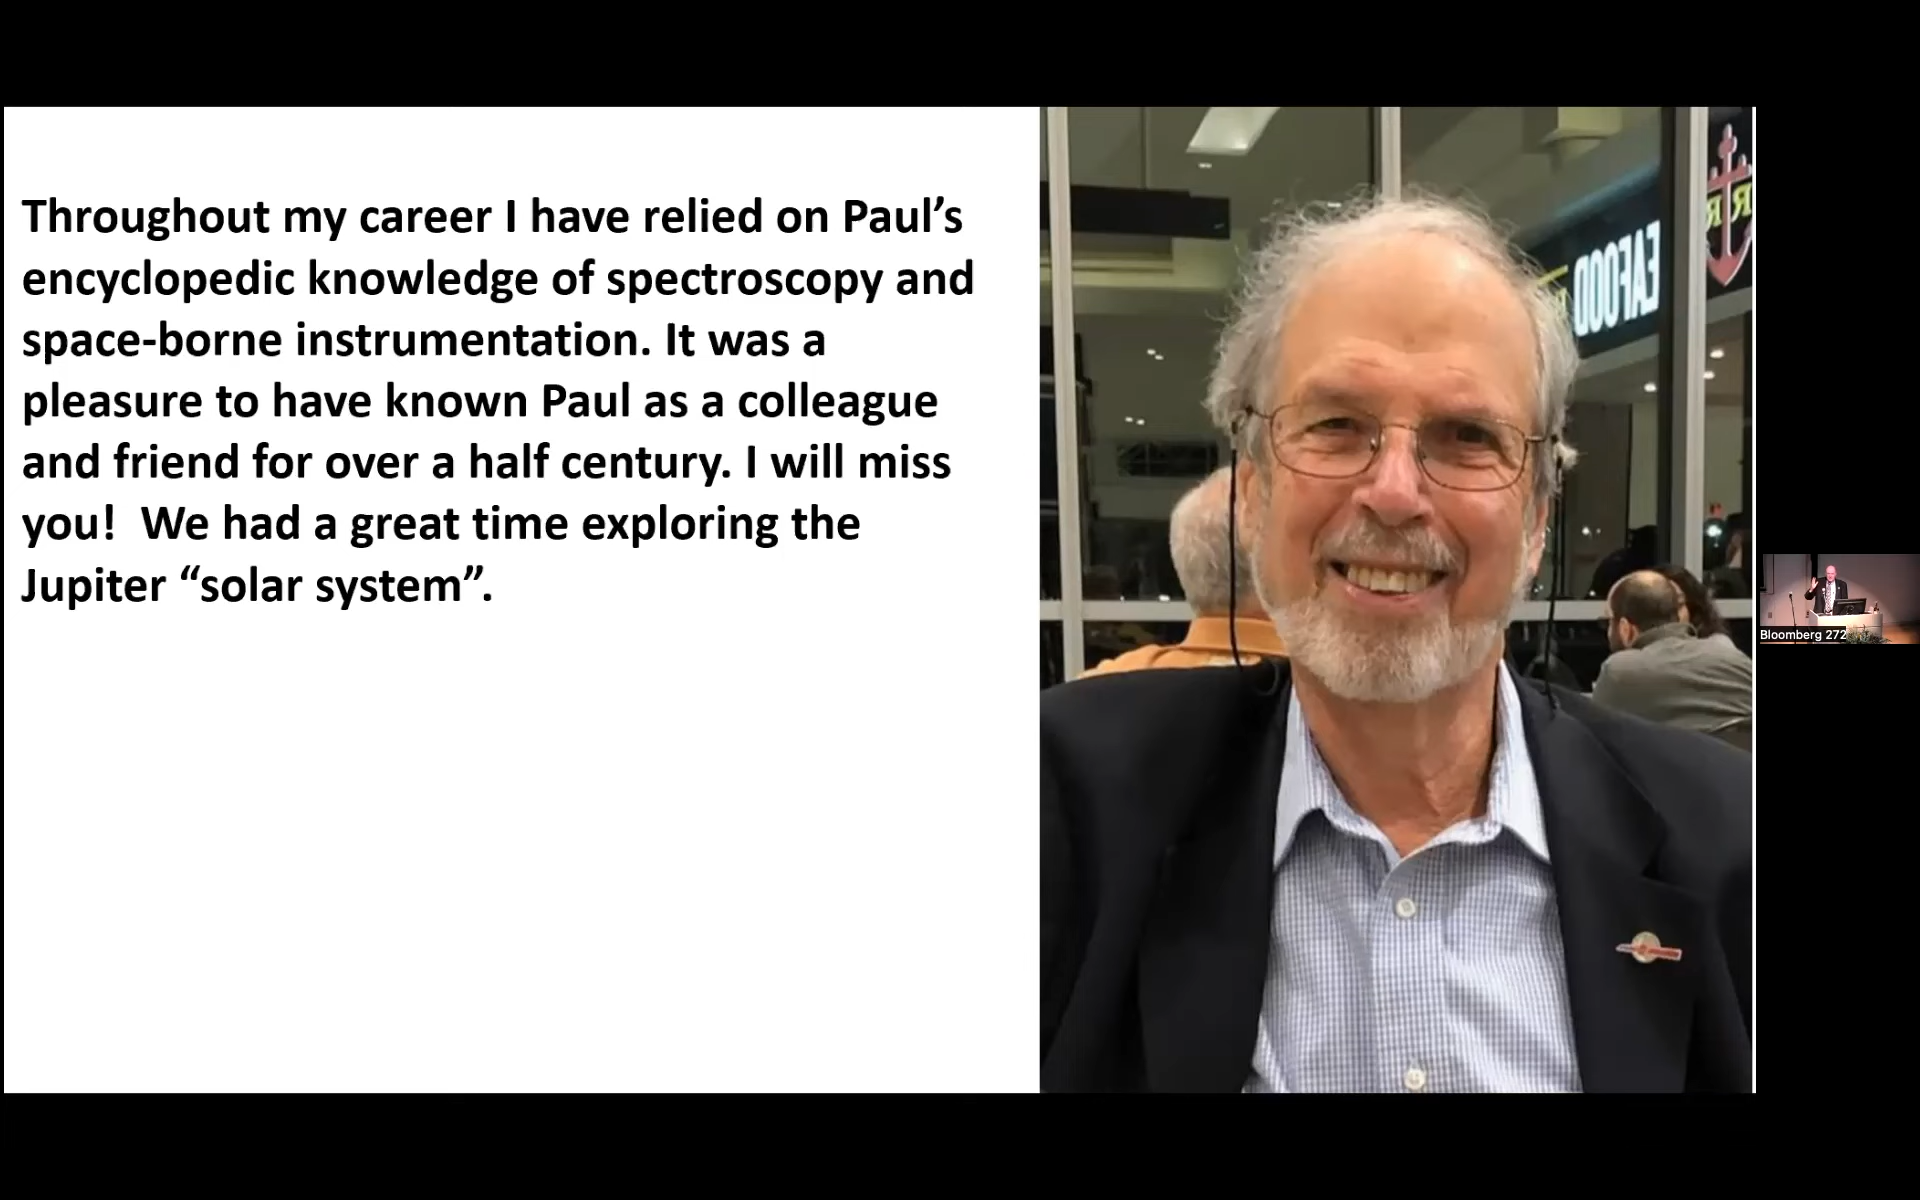 Throughout my career I have relied on Paul’s
encyclopedic knowledge of spectroscopy and
space-borne instrumentation. It was a
pleasure to have known Paul as a colleague
and friend for over a half century. I will miss
you!  We had a great time exploring the
Jupiter “solar system”.
EAFOOD
Bloomberg 272